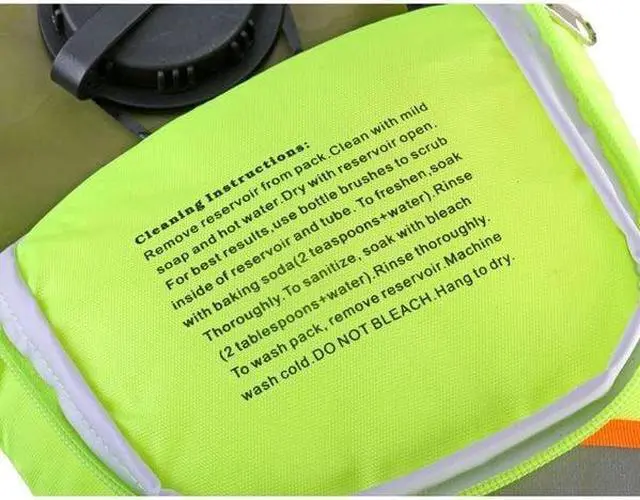 Cleaning Instructions:
Remove reservoir from pack.Clean with mild
soap and hot water.Dry with reservoir open.
For best results,use bottle brushes to scrub
inside of reservoir and tube. To freshen,soak
with baking soda(2 teaspoons+water).Rinse
Thoroughly.To sanitize, soak with bleach
(2 tablespoons+water).Rinse thoroughly.
To wash pack, remove reservoir.Machine
wash cold.DO NOT BLEACH.Hang to dry.